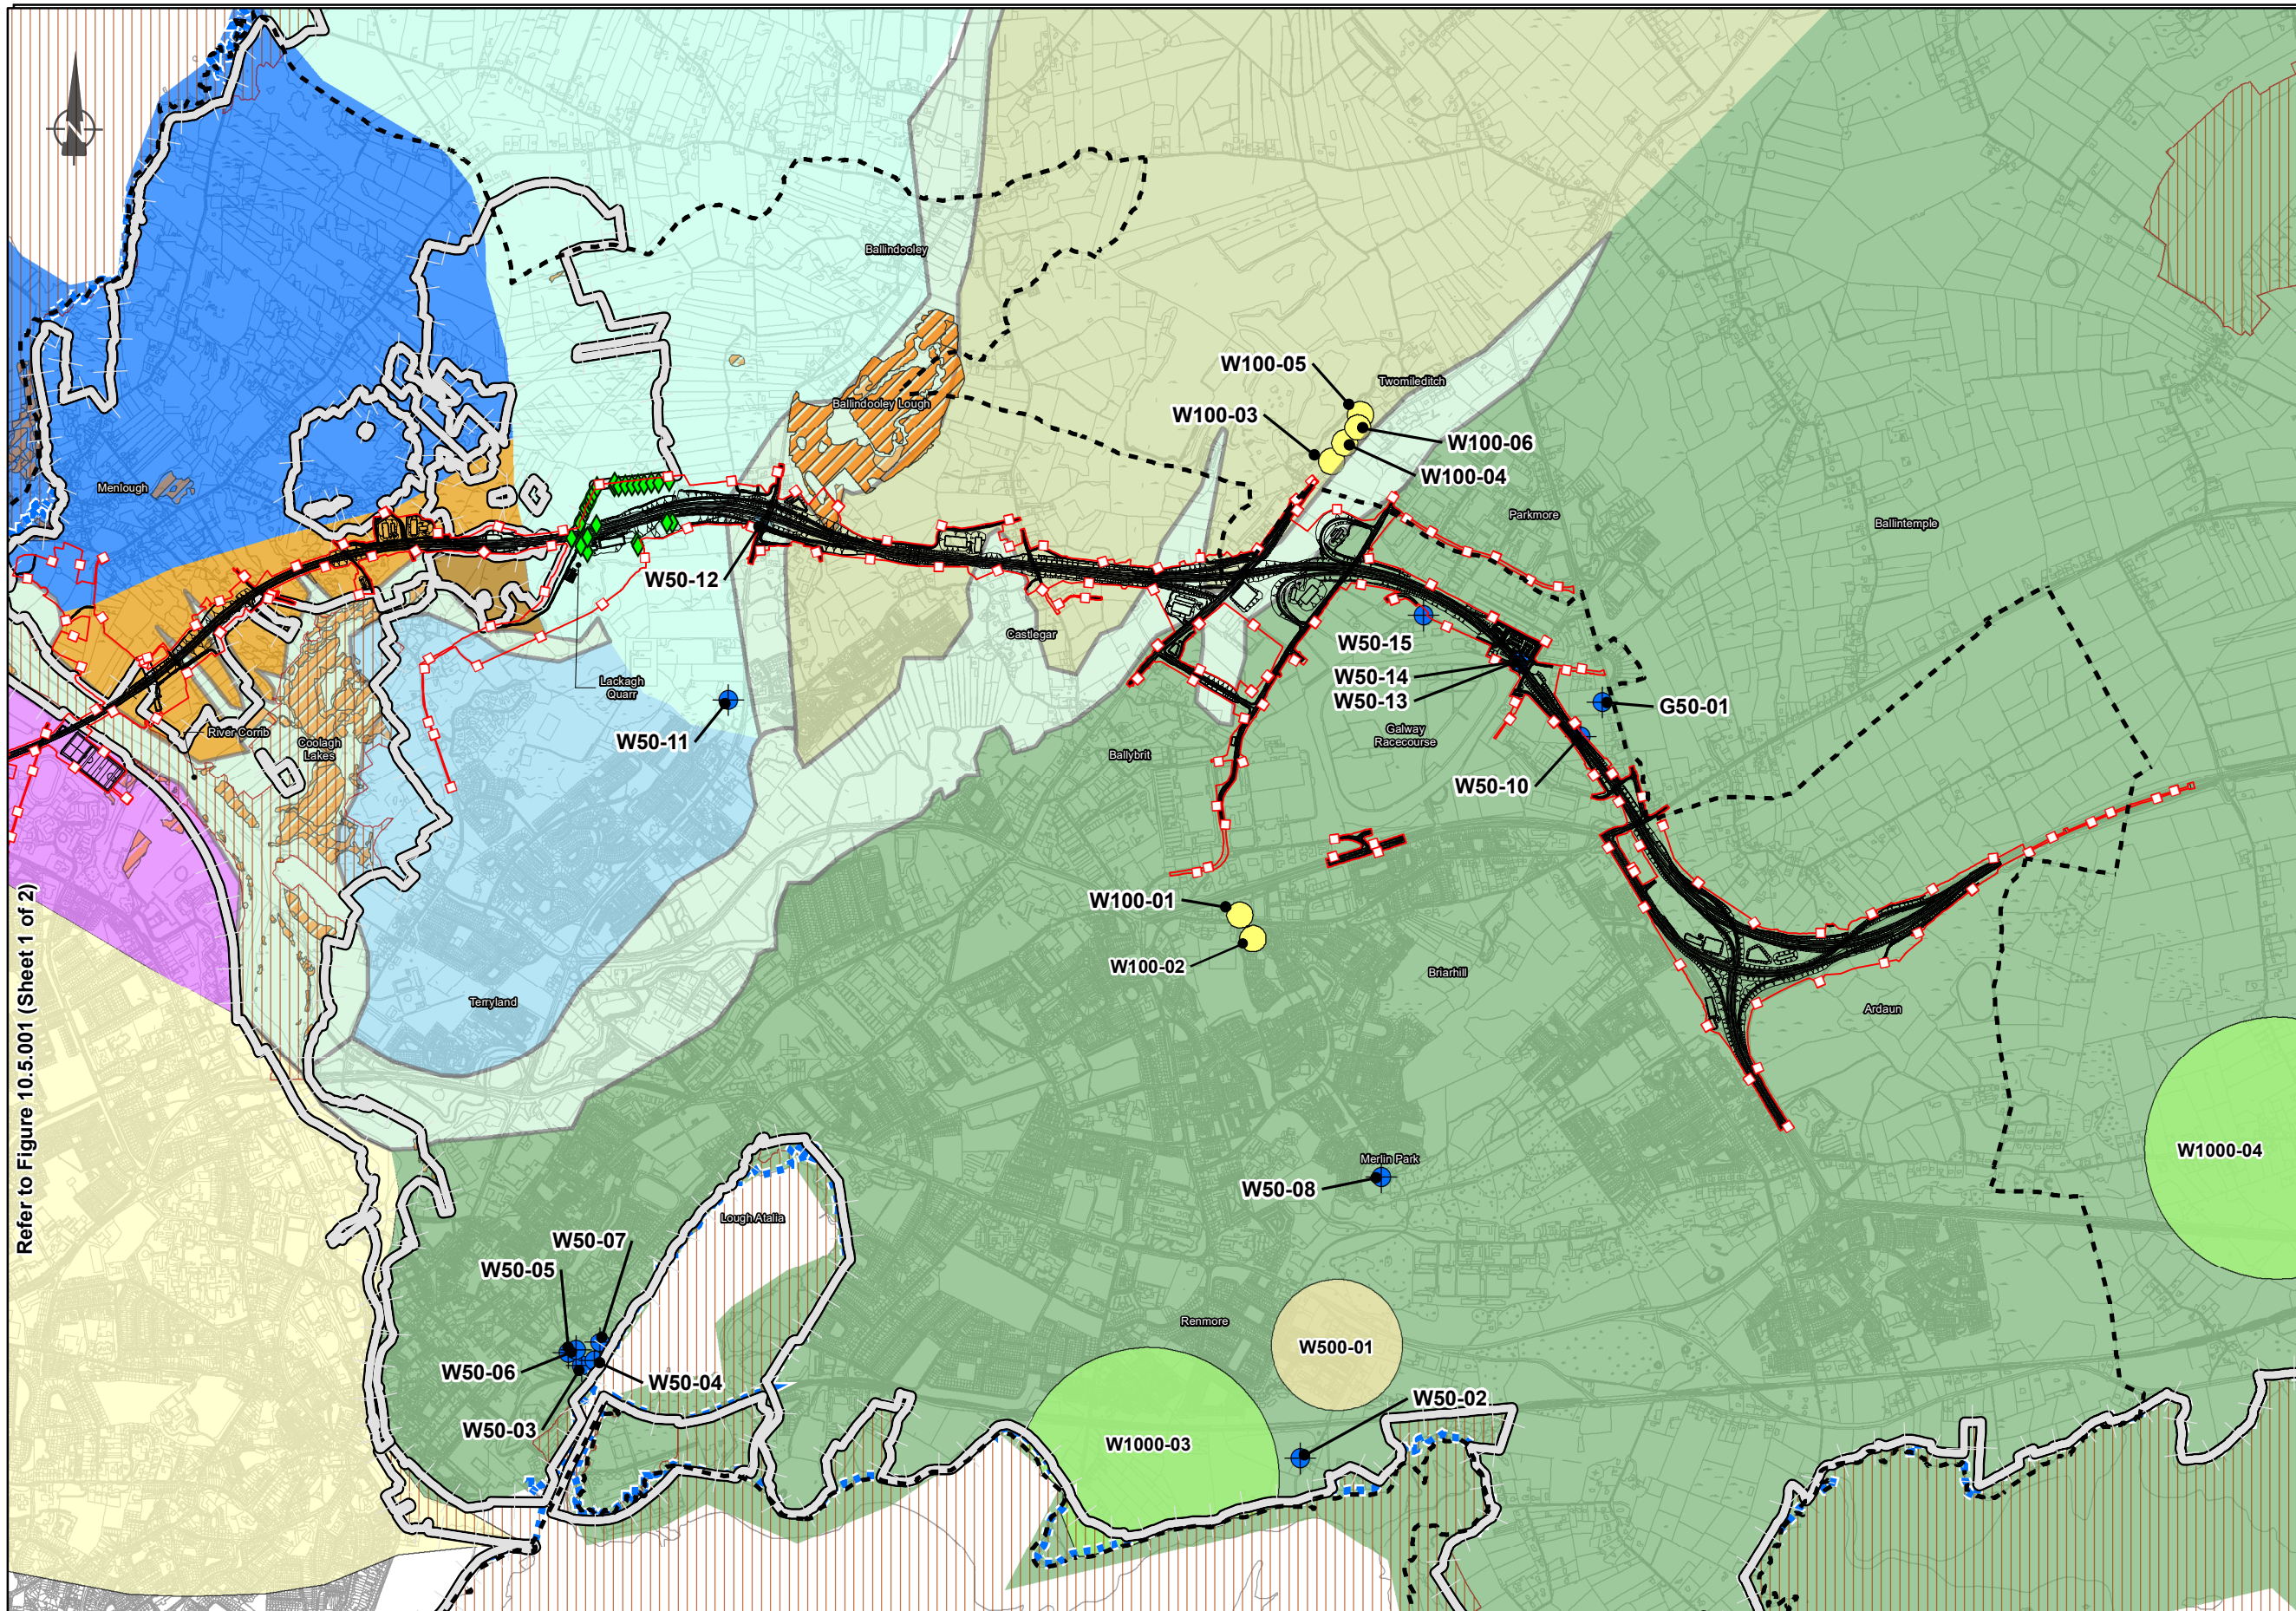 N
Ballindooley
W100-05
Twomileditch
Ballindooley Lough
W100-03
W100-06
W100-04
Menlough
Parkmore
Ballintemple
W50-12
Castlegar
W50-15
W50-14
W50-13
Lackagh
Quarr
G50-01
River Corrib
Coolagh
Lakes
W50-11
Galway
Racecourse
Ballybrit
W50-10
W100-01
W100-02
Briarhill
Terryland
Ardaun
Refer to Figure 10.5.001 (Sheet 1 of 2)
W1000-04
Merlin Park
W50-08
Lough Atalia
W50-07
W50-05
Renmore
W500-01
W50-06
W50-04
W50-02
W50-03
W1000-03